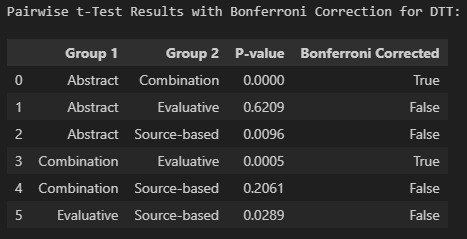 Pairwise t-Test Results with Bonferroni Correction for DTT:
Group 1 Group 2 P-value Bonferroni Corrected
0 Abstract Combination 0.0000 True
1 Abstract Evaluative 0.6209 False
2 Abstract Source-based 0.0096 False
3 Combination Evaluative 0.0005 True
4 Combination Source-based 0.2061 False
5 Evaluative Source-based 0.0289 False